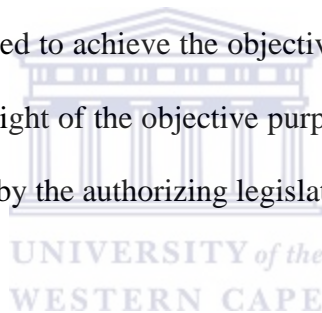 ed to achieve the objectiv
ight of the objective purp
by the authorizing legislat
UNIVERSITY of the
WESTERN CAPE